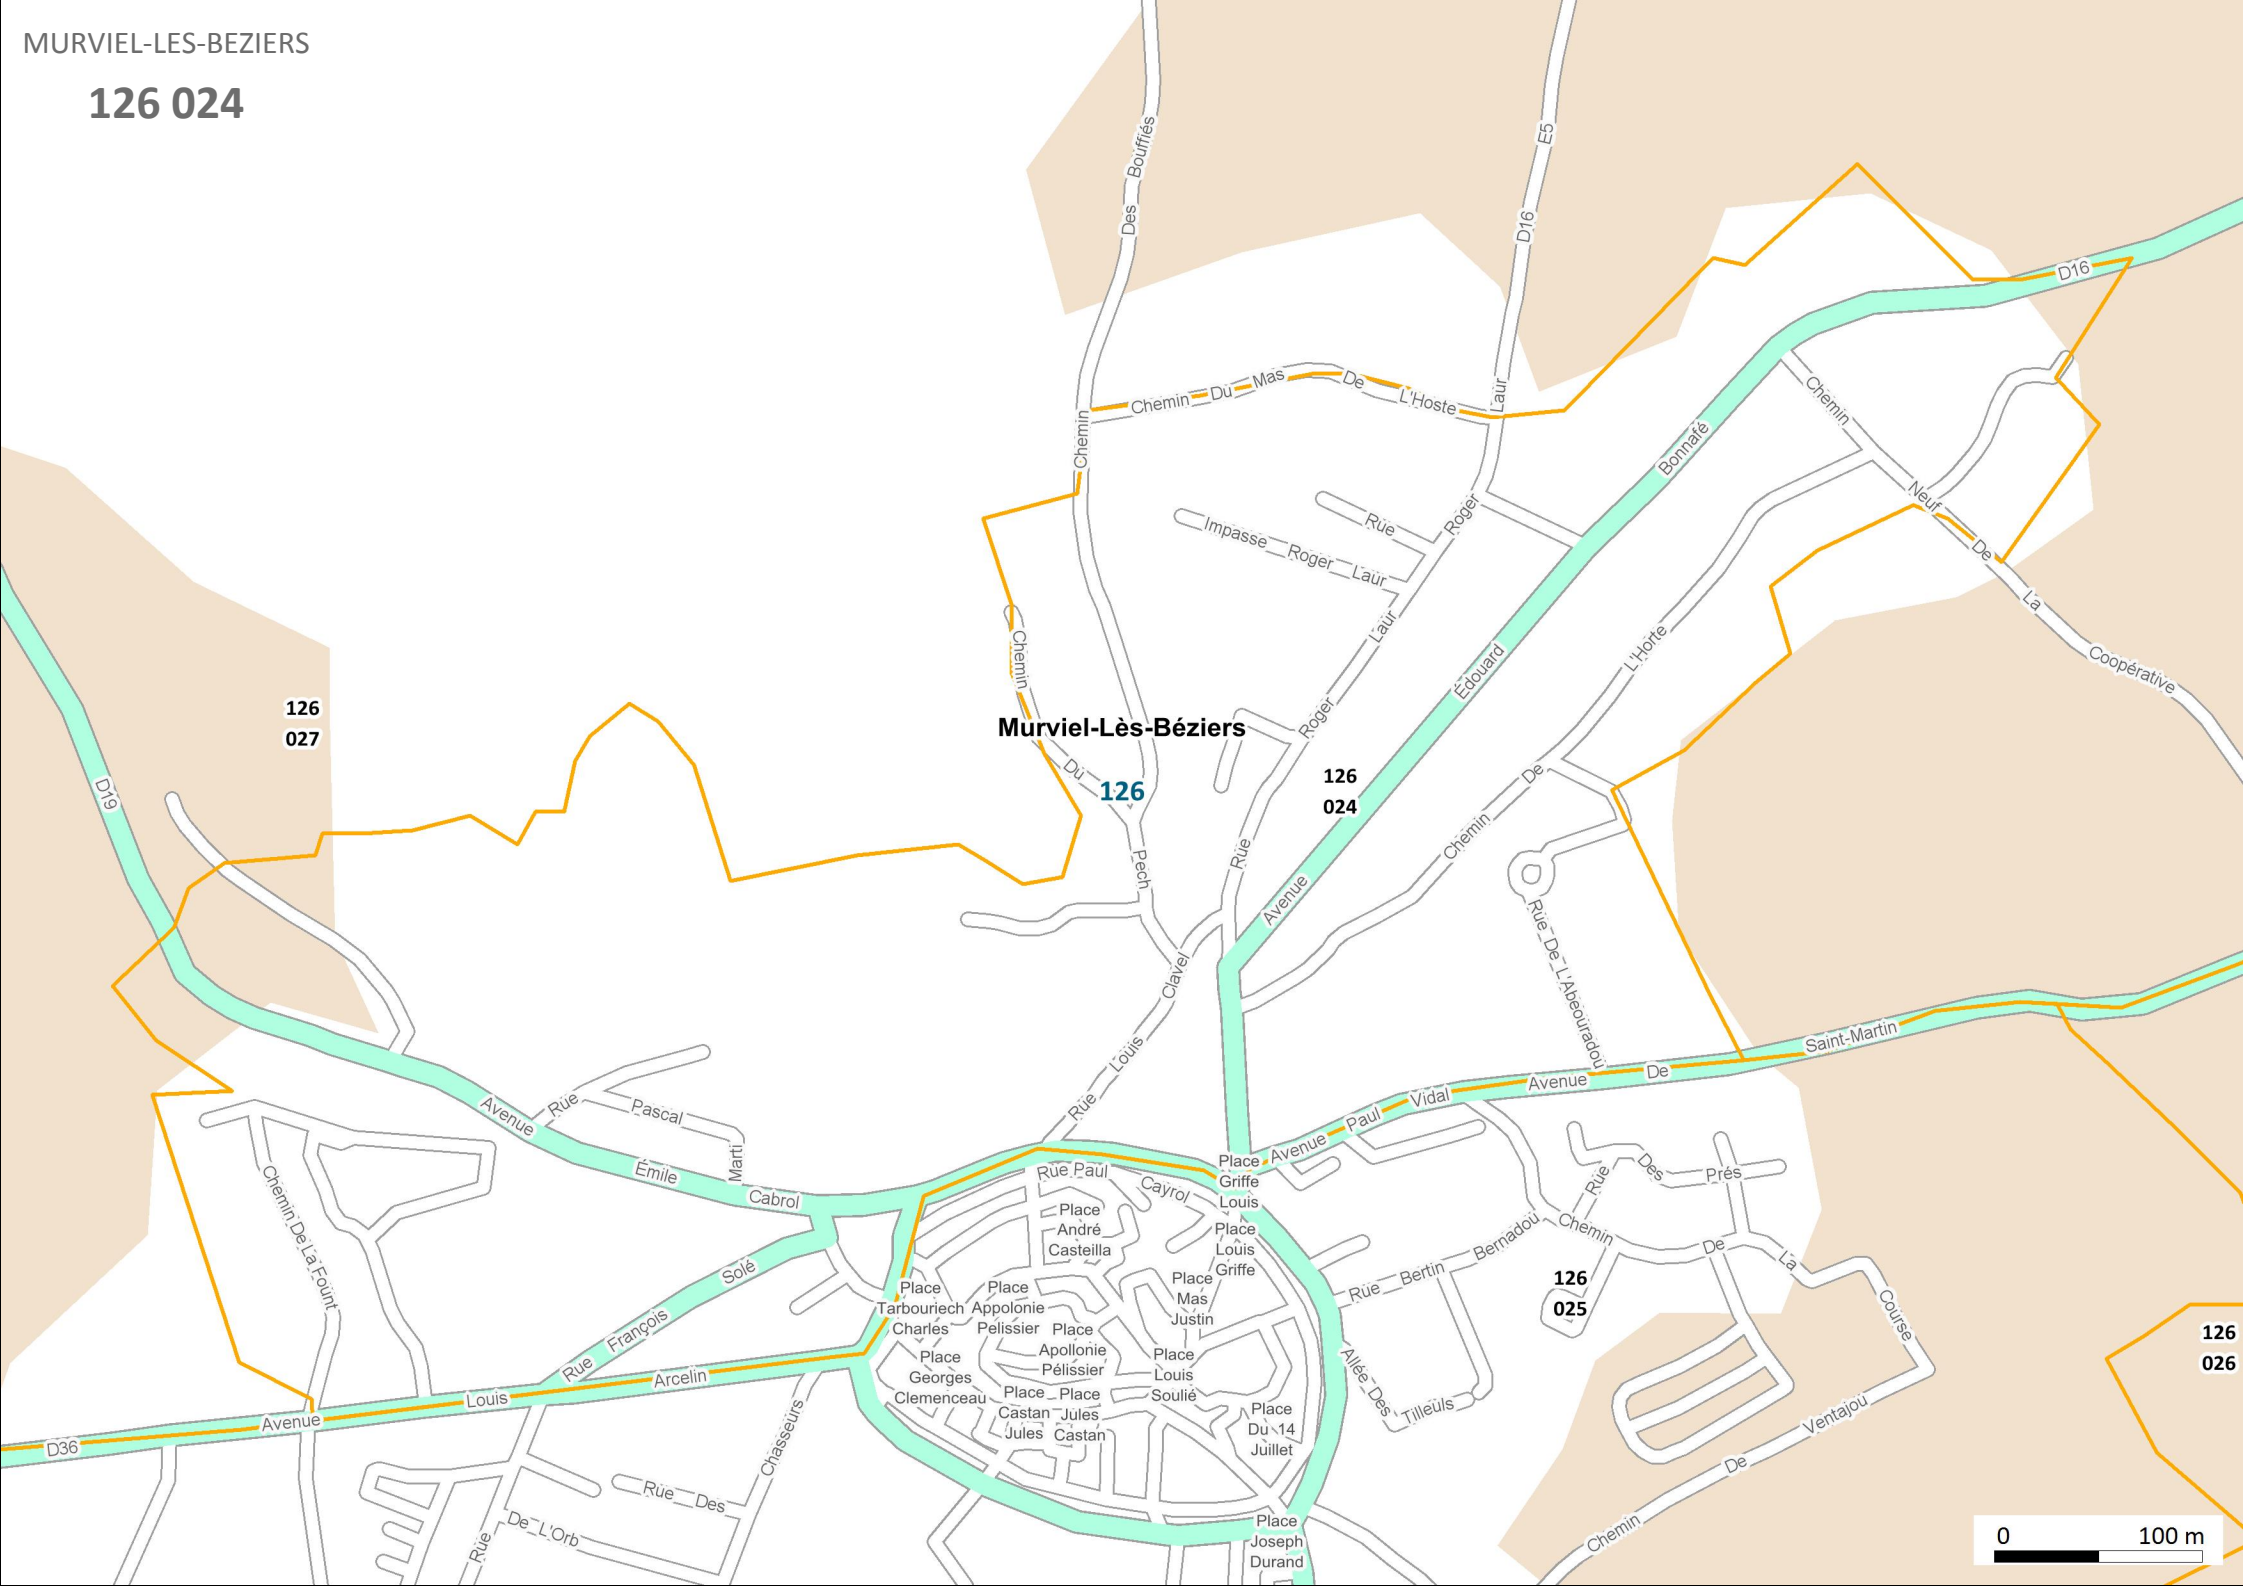 MURVIEL-LES-BEZIERS
126 024
Des Bouffiés
E5
D16
D16
Chemin Du Mas De L'Hoste
Laur
Chemin
Chemin
Bonnafé
Neuf
De
La
Coopérative
Rue
Roger
Impasse Roger Laur
Laur
Édouard
L'Horte
Chemin
Roger
Murviel-Lès-Béziers
126
027
Du
126
126
024
De
D19
Chemin
Rue
Pech
Avenue
Rue De L'Abeouradou
Clavel
Louis
Rue
Saint-Martin
De
Avenue
Vidal
Paul
Avenue
Avenue
Rue
Pascal
Marti
Émile
Cabrol
Rue Paul
Cayrol
Place
Griffe
Louis
Place
Louis
Griffe
Place
André
Casteilla
Rue
Des
Prés
Chemin De La Fount
Bernadou
Chemin
De
La
Course
Solé
François
Rue
Place
Tarbouriech
Charles
Place
Appolonie
Pelissier
Place
Mas
Justin
Rue Bertin
126
025
126
026
Place
Apollonie
Pélissier
Place
Georges
Clemenceau
Place
Louis
Soulié
Allée Des
Tilleuls
Arcelin
Louis
Avenue
D36
Place
Castan
Jules
Place
Jules
Castan
Place
Du 14
Juillet
Ventajou
De
Chemin
Chasseurs
Rue Des
De L'Orb
Rue
Place
Joseph
Durand
0 100 m